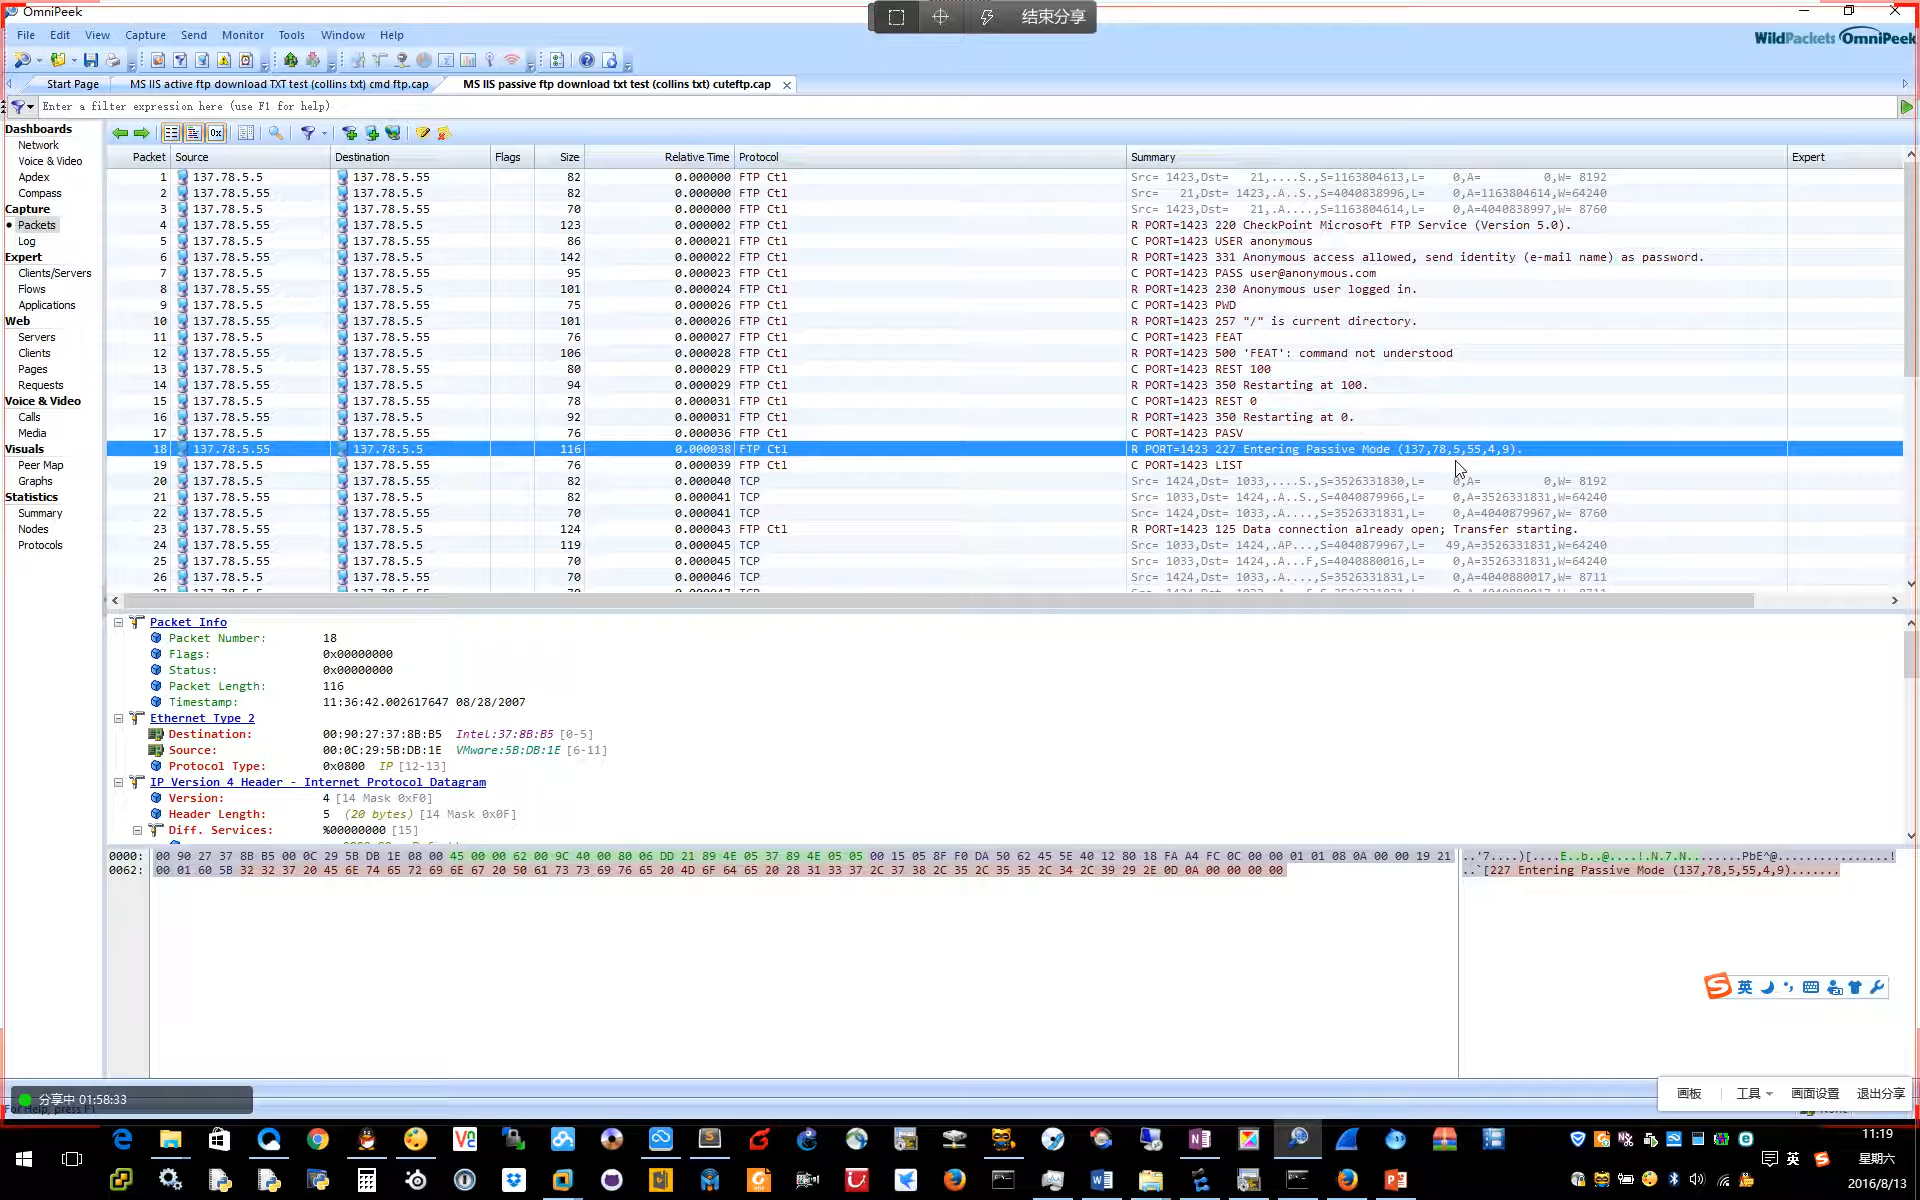 OmniPeek
结束分享
File Edit View Capture Send Monitor Tools Window Help
WildPackets OmniPeek
Start Page MS IIS active ftp download TXT test (collins txt) cmd ftp.cap MS IIS passive ftp download txt test (collins txt) cuteftp.cap
Enter a filter expression here (use F1 for help)
Dashboards
Network
Voice & Video
Apdex
Compass
Capture
Packets
Log
Expert
Clients/Servers
Flows
Applications
Web
Servers
Clients
Pages
Requests
Voice & Video
Calls
Media
Visuals
Peer Map
Graphs
Statistics
Summary
Nodes
Protocols
Packet Source Destination Flags Size Relative Time Protocol Summary Expert
1 137.78.5.5 137.78.5.55 82 0.000000 FTP Ctl Src= 1423,Dst= 21,....S.,S=1163804613,L= 0,A= 0,W= 8192
2 137.78.5.55 137.78.5.5 82 0.000000 FTP Ctl Src= 21,Dst= 1423,.A..S.,S=4040838996,L= 0,A=1163804614,W=64240
3 137.78.5.5 137.78.5.55 70 0.000000 FTP Ctl Src= 1423,Dst= 21,.A....,S=1163804614,L= 0,A=4040838997,W= 8760
4 137.78.5.55 137.78.5.5 123 0.000002 FTP Ctl R PORT=1423 220 CheckPoint Microsoft FTP Service (Version 5.0).
5 137.78.5.5 137.78.5.55 86 0.000021 FTP Ctl C PORT=1423 USER anonymous
6 137.78.5.55 137.78.5.5 142 0.000022 FTP Ctl R PORT=1423 331 Anonymous access allowed, send identity (e-mail name) as password.
7 137.78.5.5 137.78.5.55 95 0.000023 FTP Ctl C PORT=1423 PASS user@anonymous.com
8 137.78.5.55 137.78.5.5 101 0.000024 FTP Ctl R PORT=1423 230 Anonymous user logged in.
9 137.78.5.5 137.78.5.55 75 0.000026 FTP Ctl C PORT=1423 PWD
10 137.78.5.55 137.78.5.5 101 0.000026 FTP Ctl R PORT=1423 257 "/" is current directory.
11 137.78.5.5 137.78.5.55 76 0.000027 FTP Ctl C PORT=1423 FEAT
12 137.78.5.55 137.78.5.5 106 0.000028 FTP Ctl R PORT=1423 500 'FEAT': command not understood
13 137.78.5.5 137.78.5.55 80 0.000029 FTP Ctl C PORT=1423 REST 100
14 137.78.5.55 137.78.5.5 94 0.000029 FTP Ctl R PORT=1423 350 Restarting at 100.
15 137.78.5.5 137.78.5.55 78 0.000031 FTP Ctl C PORT=1423 REST 0
16 137.78.5.55 137.78.5.5 92 0.000031 FTP Ctl R PORT=1423 350 Restarting at 0.
17 137.78.5.5 137.78.5.55 76 0.000036 FTP Ctl C PORT=1423 PASV
18 137.78.5.55 137.78.5.5 116 0.000038 FTP Ctl R PORT=1423 227 Entering Passive Mode (137,78,5,55,4,9).
19 137.78.5.5 137.78.5.55 76 0.000039 FTP Ctl C PORT=1423 LIST
20 137.78.5.5 137.78.5.55 82 0.000040 TCP Src= 1424,Dst= 1033,....S.,S=3526331830,L= 0,A= 0,W= 8192
21 137.78.5.55 137.78.5.5 82 0.000041 TCP Src= 1033,Dst= 1424,.A..S.,S=4040879966,L= 0,A=3526331831,W=64240
22 137.78.5.5 137.78.5.55 70 0.000041 TCP Src= 1424,Dst= 1033,.A....,S=3526331831,L= 0,A=4040879967,W= 8760
23 137.78.5.55 137.78.5.5 124 0.000043 FTP Ctl R PORT=1423 125 Data connection already open; Transfer starting.
24 137.78.5.55 137.78.5.5 119 0.000045 TCP Src= 1033,Dst= 1424,.AP...,S=4040879967,L= 49,A=3526331831,W=64240
25 137.78.5.55 137.78.5.5 70 0.000045 TCP Src= 1033,Dst= 1424,.A...F,S=4040880016,L= 0,A=3526331831,W=64240
26 137.78.5.5 137.78.5.55 70 0.000046 TCP Src= 1424,Dst= 1033,.A....,S=3526331831,L= 0,A=4040880017,W= 8711
Packet Info
Packet Number: 18
Flags: 0x00000000
Status: 0x00000000
Packet Length: 116
Timestamp: 11:36:42.002617647 08/28/2007
Ethernet Type 2
Destination: 00:90:27:37:8B:B5 Intel:37:8B:B5 [0-5]
Source: 00:0C:29:5B:DB:1E VMware:5B:DB:1E [6-11]
Protocol Type: 0x0800 IP [12-13]
IP Version 4 Header - Internet Protocol Datagram
Version: 4 [14 Mask 0xF0]
Header Length: 5 (20 bytes) [14 Mask 0x0F]
Diff. Services: %00000000 [15]
0000: 00 90 27 37 8B B5 00 0C 29 5B DB 1E 08 00 45 00 00 62 00 9C 40 00 80 06 DD 21 89 4E 05 37 89 4E 05 05 00 15 05 8F F0 DA 50 62 45 5E 40 12 80 18 FA A4 FC 0C 00 00 01 01 08 0A 00 00 19 21 ..'7....)[....E..b..@....!.N.7.N.......PbE^@................!
0062: 00 01 60 5B 32 32 37 20 45 6E 74 65 72 69 6E 67 20 50 61 73 73 69 76 65 20 4D 6F 64 65 20 28 31 33 37 2C 37 38 2C 35 2C 35 35 2C 34 2C 39 29 2E 0D 0A 00 00 00 00 ..`[227 Entering Passive Mode (137,78,5,55,4,9).......
英
分享中 01:58:33
画板 工具 画面设置 退出分享
For Help, press F1
11:19
英 星期六
2016/8/13